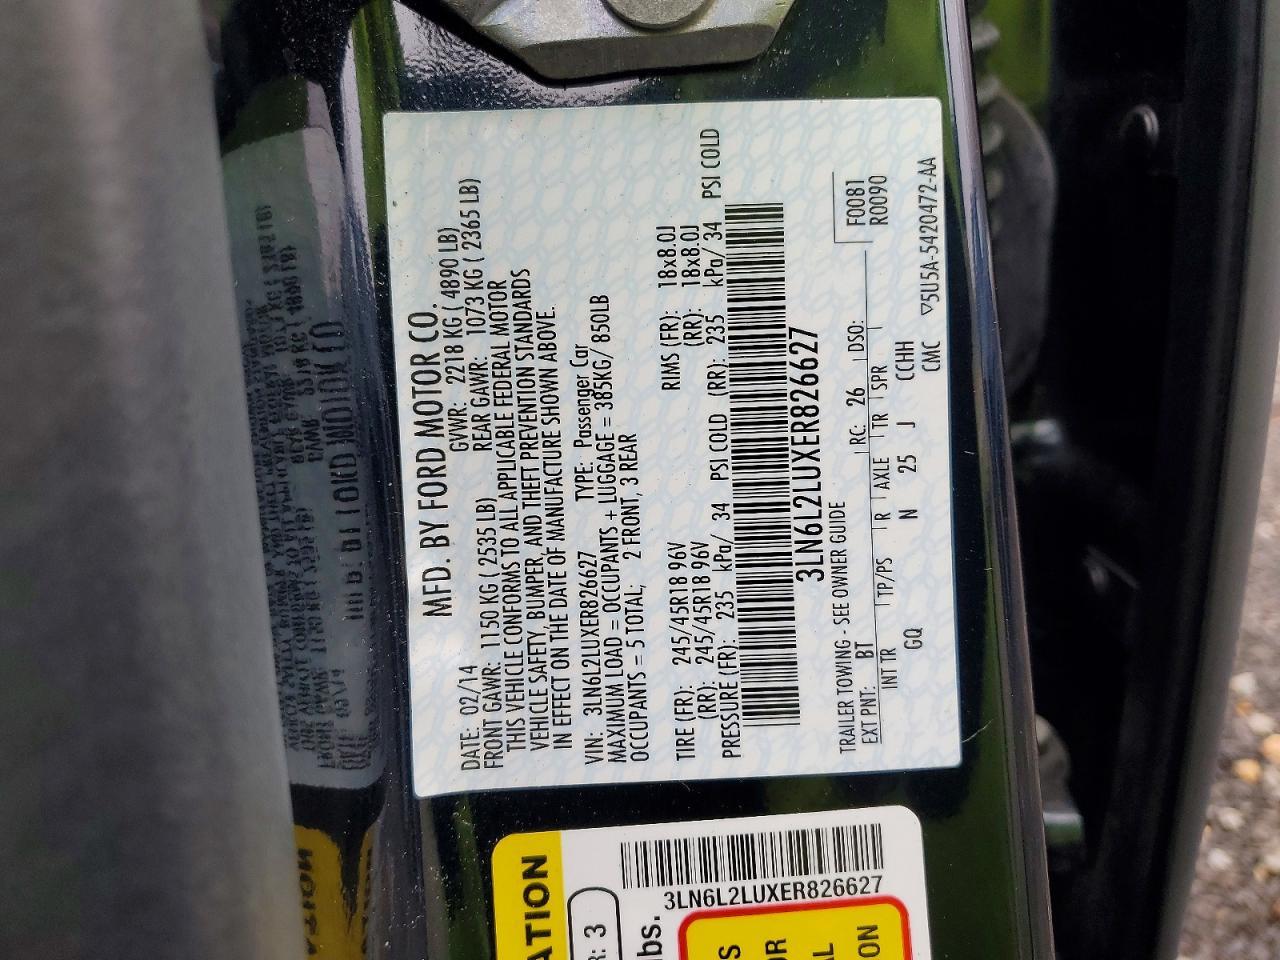 MFD. BY FORD MOTOR CO.
DATE: 02/14 GVWR: 2218 KG ( 4890 LB)
FRONT GAWR: 1150 KG ( 2535 LB) REAR GAWR: 1073 KG ( 2365 LB)
THIS VEHICLE CONFORMS TO ALL APPLICABLE FEDERAL MOTOR
VEHICLE SAFETY, BUMPER, AND THEFT PREVENTION STANDARDS
IN EFFECT ON THE DATE OF MANUFACTURE SHOWN ABOVE.
VIN: 3LN6L2LUXER826627 TYPE: Passenger Car
MAXIMUM LOAD = OCCUPANTS + LUGGAGE = 385KG/ 850LB
OCCUPANTS = 5 TOTAL; 2 FRONT, 3 REAR
TIRE (FR): 245/45R18 96V RIMS (FR): 18x8.0J
(RR): 245/45R18 96V (RR): 18x8.0J
PRESSURE (FR): 235 kPa/ 34 PSI COLD (RR): 235 kPa/ 34 PSI COLD
3LN6L2LUXER826627
TRAILER TOWING - SEE OWNER GUIDE F0081
EXT PNT: BT RC: 26 DSO: R0090
INT TR TP/PS R AXLE TR SPR
GQ N 25 J CCHH
CMC ▽5U5A-5420472-AA
ATION
R: 3
3LN6L2LUXER826627
lbs.
S
OR
AL
ON